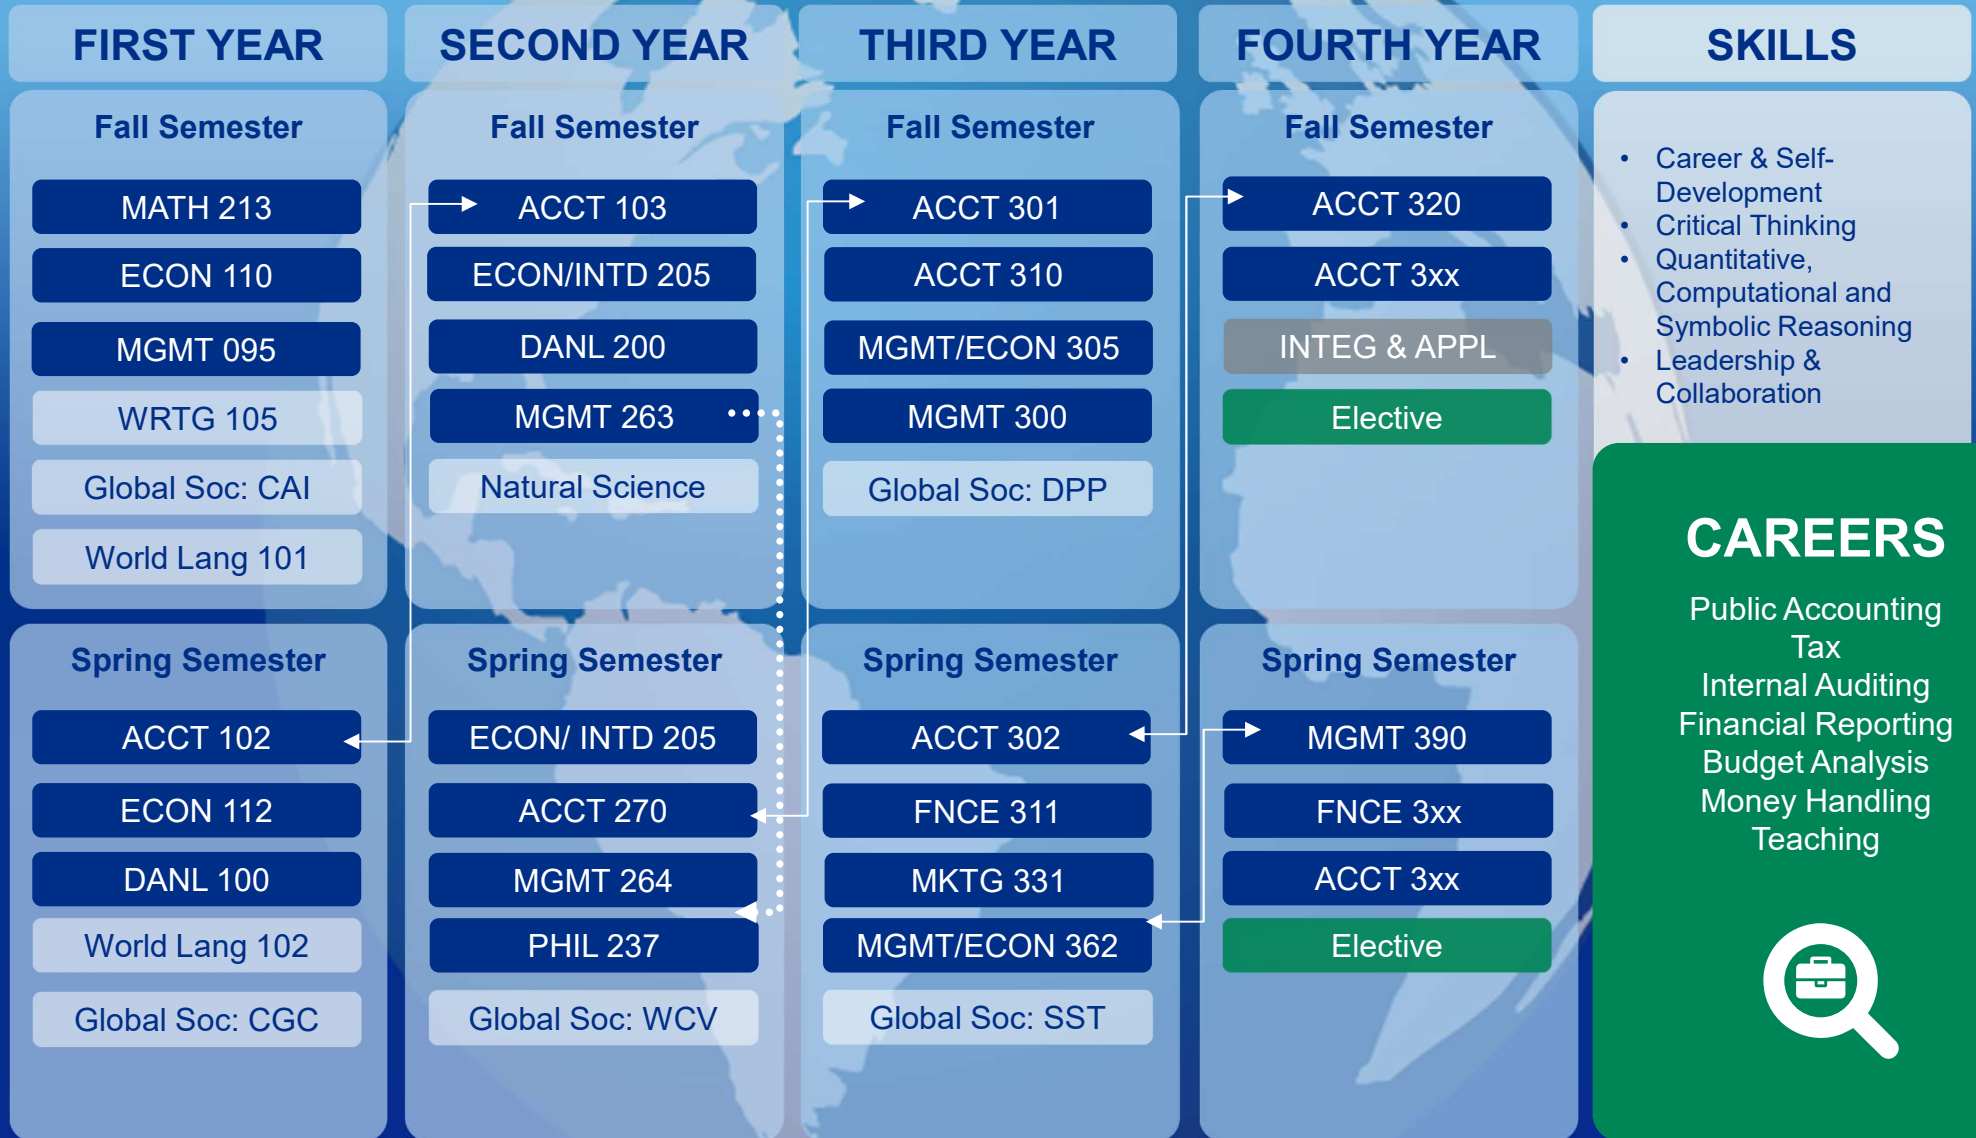 FIRST YEAR
Fall Semester
MATH 213
ECON 110
MGMT 095
WRTG 105
Global Soc: CAI
World Lang 101
Spring Semester
ACCT 102
ECON 112
DANL 100
World Lang 102
Global Soc: CGC
SECOND YEAR
Fall Semester
ACCT 103
ECON/INTD 205
DANL 200
MGMT 263
Natural Science
Spring Semester
ECON/ INTD 205
ACCT 270
MGMT 264
PHIL 237
Global Soc: WCV
THIRD YEAR
Fall Semester
ACCT 301
ACCT 310
MGMT/ECON 305
MGMT 300
Global Soc: DPP
Spring Semester
ACCT 302
FNCE 311
MKTG 331
MGMT/ECON 362
Global Soc: SST
FOURTH YEAR
Fall Semester
ACCT 320
ACCT 3xx
INTEG & APPL
Elective
Spring Semester
MGMT 390
FNCE 3xx
ACCT 3xx
Elective
SKILLS
• Career & Self-
Development
• Critical Thinking
• Quantitative,
Computational and
Symbolic Reasoning
• Leadership &
Collaboration
CAREERS
Public Accounting
Tax
Internal Auditing
Financial Reporting
Budget Analysis
Money Handling
Teaching